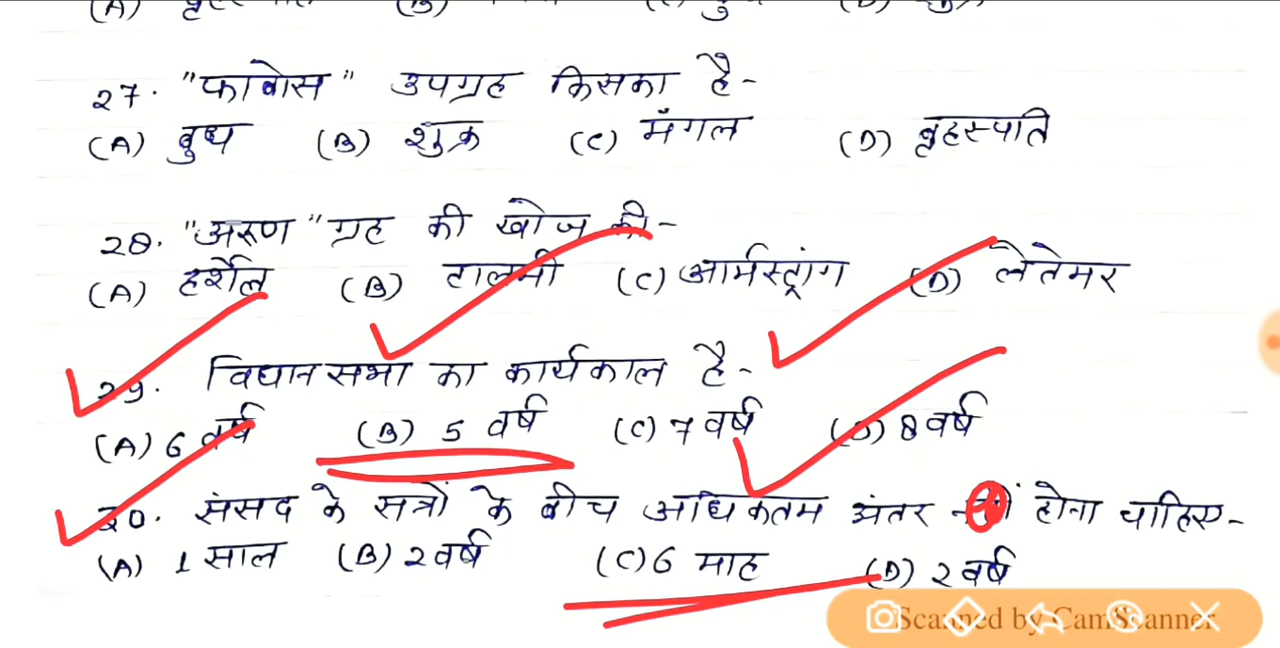 27. "फाबोस" उपग्रह किसका है-
(A) बुध (B) शुक्र (C) मँगल (D) बृहस्पति
28. "अरूण" ग्रह की खोज की-
(A) हर्शेल (B) टालमी (C) आर्मस्ट्रांग (D) लेतेमर
29. विधान सभा का कार्यकाल है-
(A) 6 वर्ष (B) 5 वर्ष (C) 7 वर्ष (D) 8 वर्ष
30. संसद के सत्रों के बीच अधिकतम अंतर होना चाहिए-
(A) 1 साल (B) 2 वर्ष (C) 6 माह (D) 2 वर्ष
Scanned by CamScanner